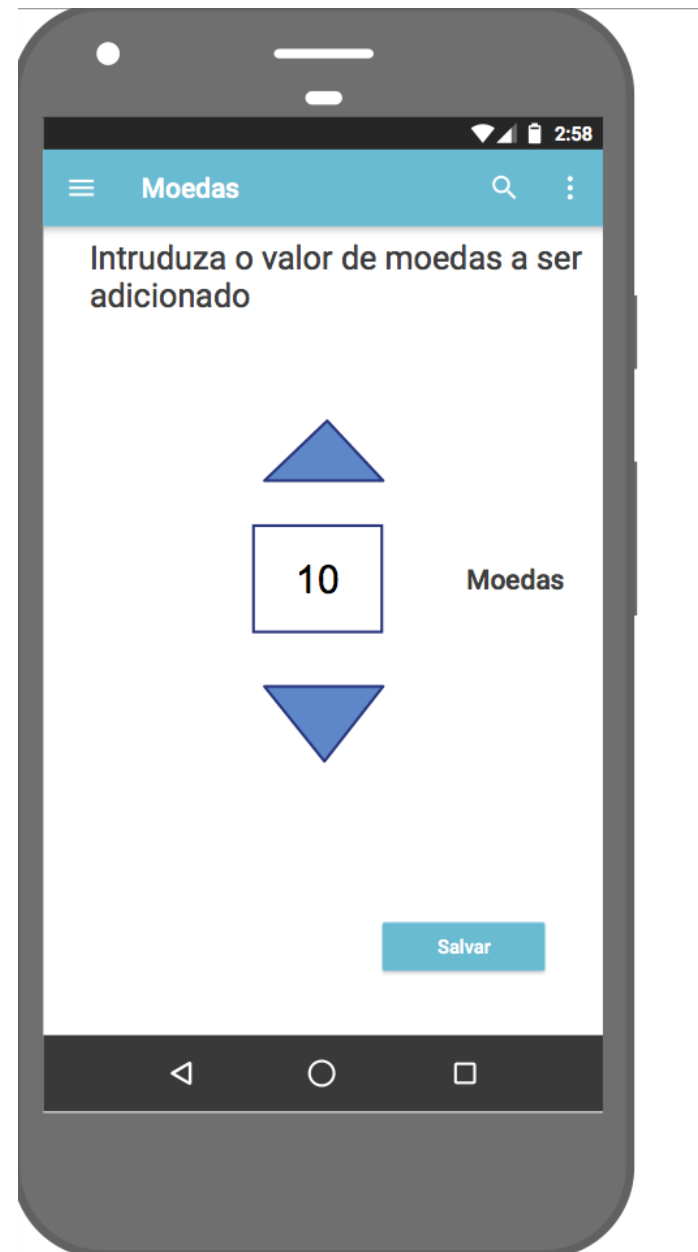 2:58
Moedas
Intruduza o valor de moedas a ser
adicionado
10
Moedas
Salvar